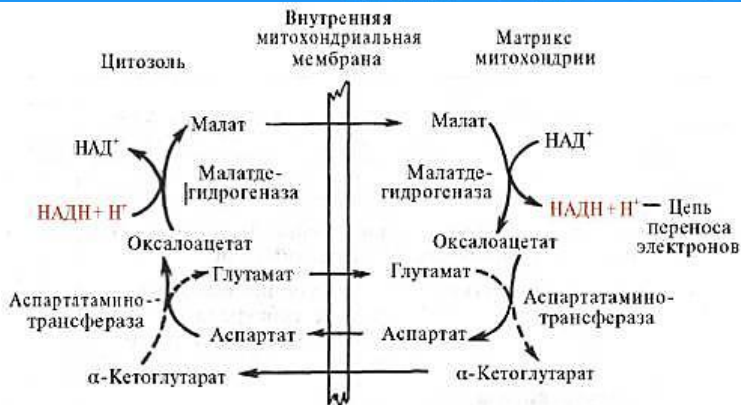 Внутренняя
митохондриальная
мембрана
Цитозоль
Матрикс
митохондрии
Малат
Малат
НАД⁺
НАД⁺
Малатде-
гидрогеназа
Малатде-
гидрогеназа
НАДН + Н⁺
НАДН + Н⁺ — Цепь
переноса
электронов
Оксалоацетат
Оксалоацетат
Глутамат
Глутамат
Аспартатамино-
трансфераза
Аспартатамино-
трансфераза
Аспартат
Аспартат
α-Кетоглутарат
α-Кетоглутарат